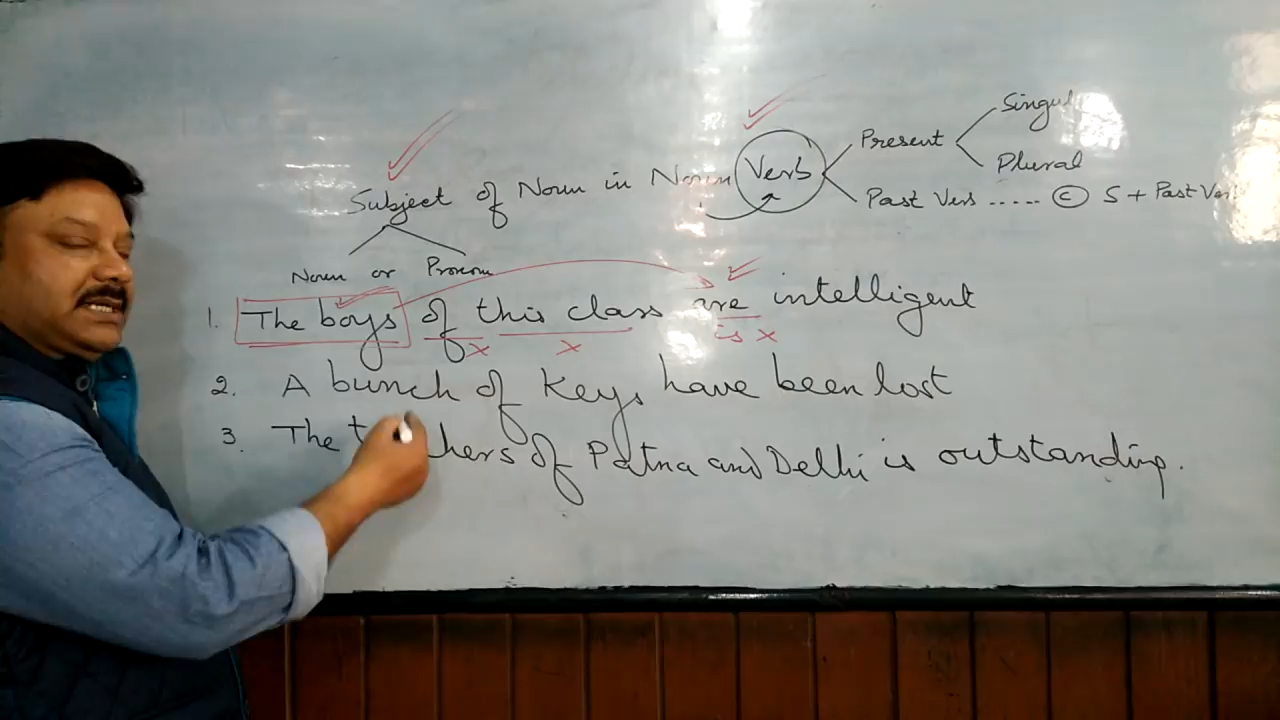 Singul
Present
Plural
Subject of Noun in Noun Verb
Past Verb ..... © S + Past Ver
Noun or Pronoun
1. The boys of this class are intelligent
x x is x
2. A bunch of Keys have been lost
3. The hers of Patna and Delhi is outstanding.